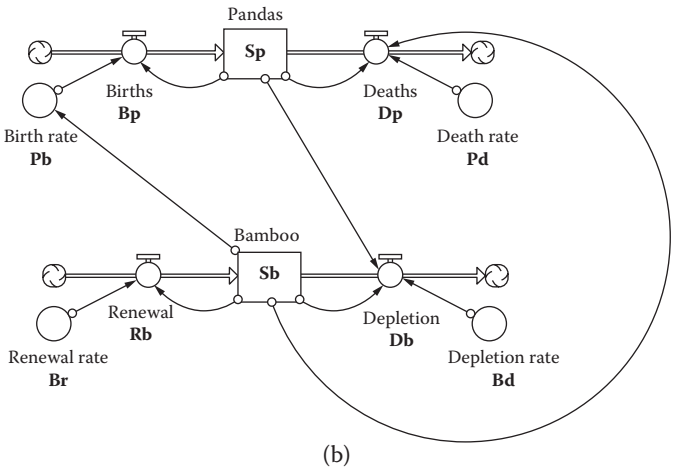 Pandas
Sp
Births
Bp
Deaths
Dp
Birth rate
Pb
Death rate
Pd
Bamboo
Sb
Renewal
Rb
Depletion
Db
Renewal rate
Br
Depletion rate
Bd
(b)